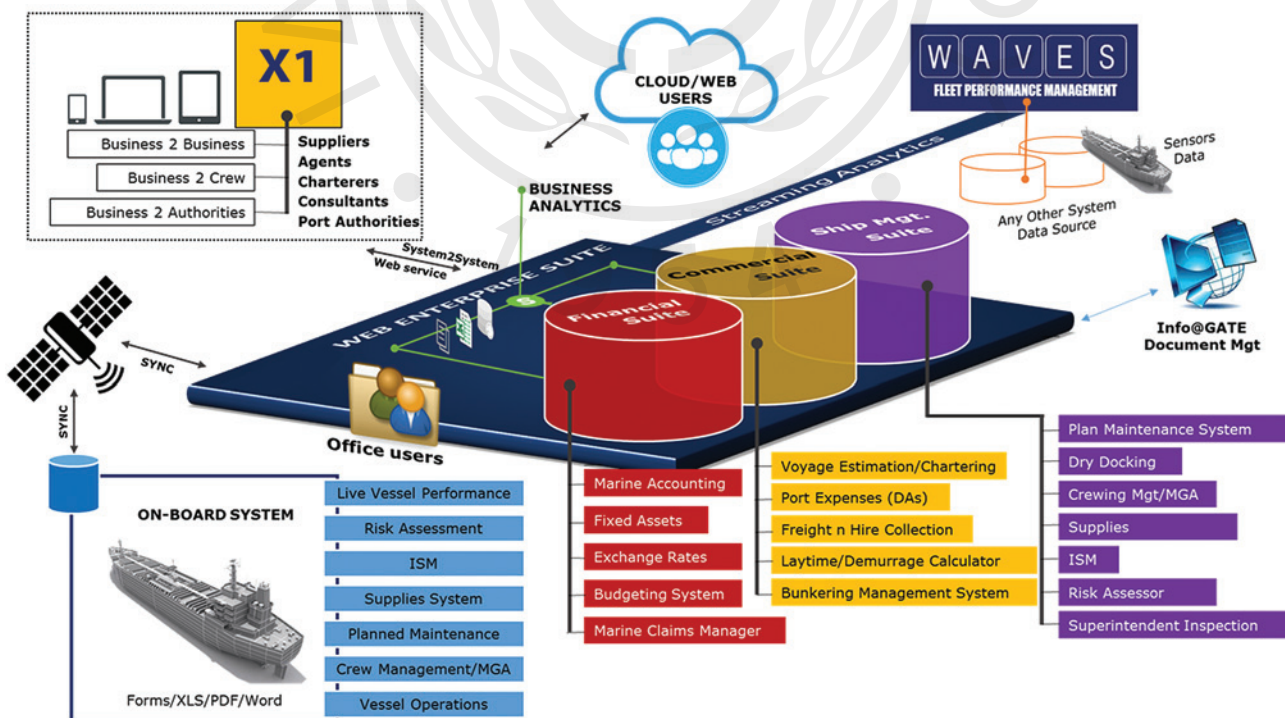 X1
Business 2 Business
Business 2 Crew
Business 2 Authorities
Suppliers
Agents
Charterers
Consultants
Port Authorities
CLOUD/WEB
USERS
WAVES
FLEET PERFORMANCE MANAGEMENT
Sensors
Data
Any Other System
Data Source
BUSINESS
ANALYTICS
Streaming Analytics
System2System
Web service
WEB ENTERPRISE SUITE
S
Financial
Suite
Commercial
Suite
Ship Mgt.
Suite
Info@GATE
Document Mgt
SYNC
SYNC
Office users
ON-BOARD SYSTEM
Forms/XLS/PDF/Word
Live Vessel Performance
Risk Assessment
ISM
Supplies System
Planned Maintenance
Crew Management/MGA
Vessel Operations
Marine Accounting
Fixed Assets
Exchange Rates
Budgeting System
Marine Claims Manager
Voyage Estimation/Chartering
Port Expenses (DAs)
Freight n Hire Collection
Laytime/Demurrage Calculator
Bunkering Management System
Plan Maintenance System
Dry Docking
Crewing Mgt/MGA
Supplies
ISM
Risk Assessor
Superintendent Inspection